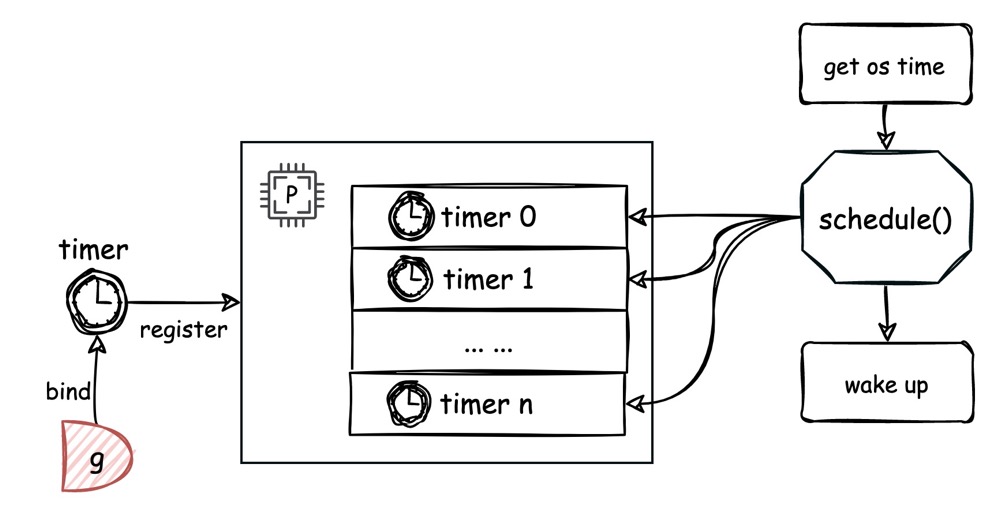 get os time
P
timer 0
schedule()
timer
timer 1
register
... ...
bind
timer n
wake up
g